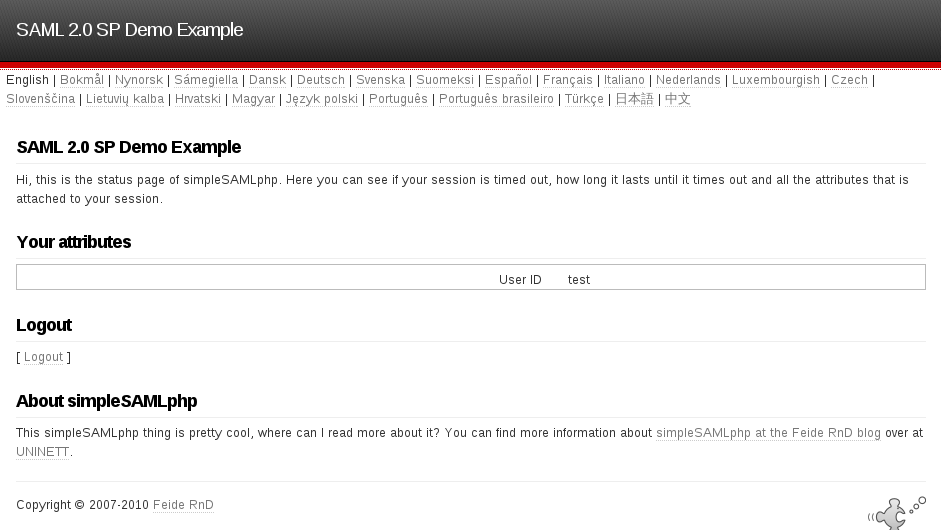 SAML 2.0 SP Demo Example
English | Bokmål | Nynorsk | Sámegiella | Dansk | Deutsch | Svenska | Suomeksi | Español | Français | Italiano | Nederlands | Luxembourgish | Czech |
Slovenščina | Lietuvių kalba | Hrvatski | Magyar | Język polski | Português | Português brasileiro | Türkçe | 日本語 | 中文
SAML 2.0 SP Demo Example
Hi, this is the status page of simpleSAMLphp. Here you can see if your session is timed out, how long it lasts until it times out and all the attributes that is
attached to your session.
Your attributes
User ID test
Logout
[ Logout ]
About simpleSAMLphp
This simpleSAMLphp thing is pretty cool, where can I read more about it? You can find more information about simpleSAMLphp at the Feide RnD blog over at
UNINETT.
Copyright © 2007-2010 Feide RnD